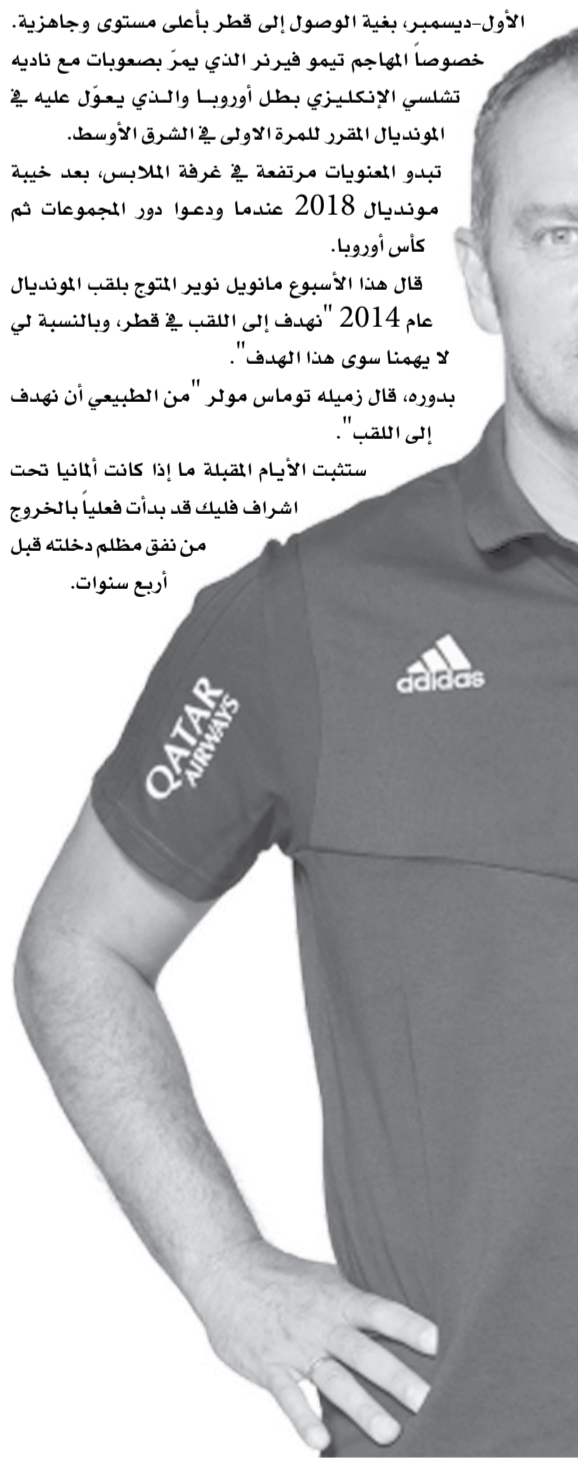 الأول-ديسمبر، بغية الوصول إلى قطر بأعلى مستوى وجاهزية.
خصوصاً المهاجم تيمو فيرنر الذي يمرّ بصعوبات مع ناديه
تشلسي الإنكليزي بطل أوروبا والذي يعوّل عليه في
المونديال المقرر للمرة الاولى في الشرق الأوسط.
تبدو المعنويات مرتفعة في غرفة الملابس، بعد خيبة
مونديال 2018 عندما ودعوا دور المجموعات ثم
كأس أوروبا.
قال هذا الأسبوع مانويل نوير المتوج بلقب المونديال
عام 2014 "نهدف إلى اللقب في قطر، وبالنسبة لي
لا يهمنا سوى هذا الهدف".
بدوره، قال زميله توماس مولر "من الطبيعي أن نهدف
إلى اللقب".
ستثبت الأيام المقبلة ما إذا كانت ألمانيا تحت
اشراف فليك قد بدأت فعلياً بالخروج
من نفق مظلم دخلته قبل
أربع سنوات.
adidas
QATAR
AIRWAYS